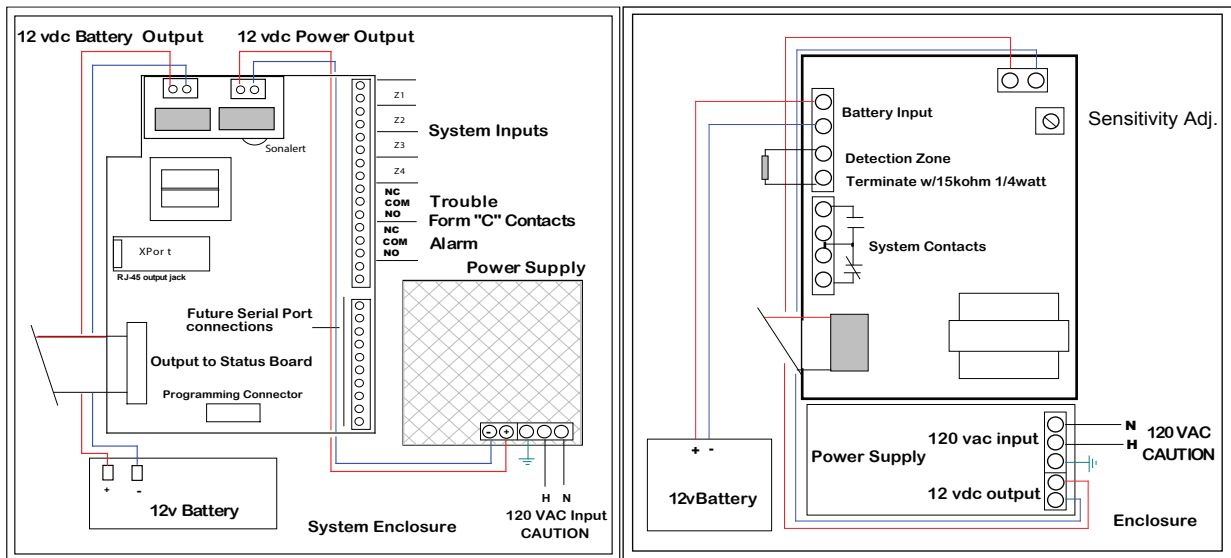 12 vdc Battery Output
12 vdc Power Output
Sonalert
Z1
Z2
Z3
Z4
System Inputs
NC
COM
NO
Trouble
Form "C" Contacts
NC
COM
NO
Alarm
XPor t
RJ-45 output jack
Power Supply
Future Serial Port
connections
Output to Status Board
Programming Connector
- +
+ -
12v Battery
H N
120 VAC Input
CAUTION
System Enclosure
Battery Input
Sensitivity Adj.
Detection Zone
Terminate w/15kohm 1/4watt
System Contacts
+ -
12vBattery
Power Supply
120 vac input
12 vdc output
N
H
120 VAC
CAUTION
Enclosure